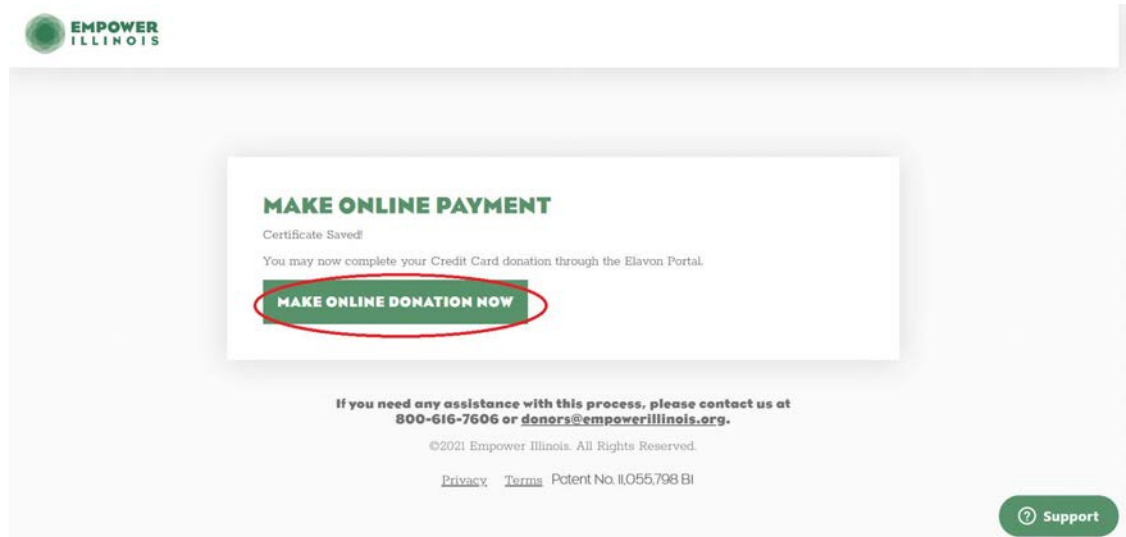 EMPOWER
ILLINOIS
MAKE ONLINE PAYMENT
Certificate Saved!
You may now complete your Credit Card donation through the Elavon Portal.
MAKE ONLINE DONATION NOW
If you need any assistance with this process, please contact us at
800-616-7606 or donors@empowerillinois.org.
©2021 Empower Illinois. All Rights Reserved.
Privacy Terms Patent No. 11,055,798 B1
Support